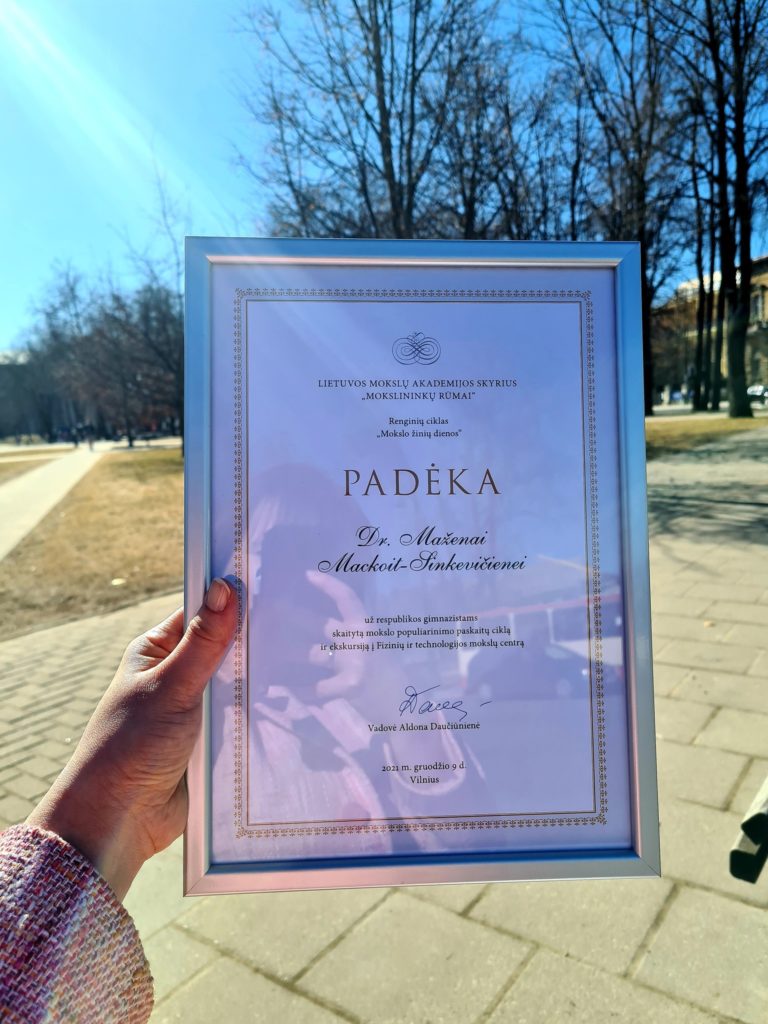 LIETUVOS MOKSLŲ AKADEMIJOS SKYRIUS
„MOKSLININKŲ RŪMAI"
Renginių ciklas
„Mokslo žinių dienos"
PADĖKA
Dr. Maženai
Mackoit-Sinkevičienei
už respublikos gimnazistams
skaitytą mokslo populiarinimo paskaitų ciklą
ir ekskursiją į Fizinių ir technologijos mokslų centrą
Vadovė Aldona Daučiūnienė
2021 m. gruodžio 9 d.
Vilnius